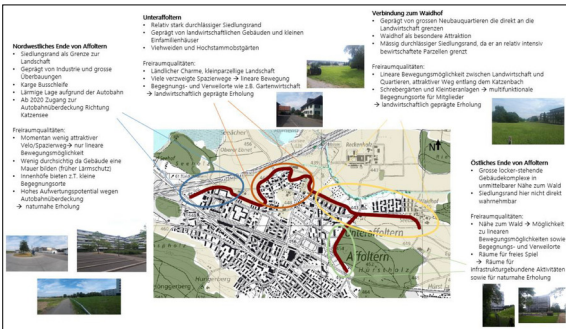 Nordwestliches Ende von Affoltern
• Siedlungsrand als Grenze zur
Landschaft
• Geprägt von Industrie und grosse
Überbauungen
• Karge Busschleife
• Lärmige Lage aufgrund der Autobahn
• Ab 2020 Zugang zur
Autobahnüberdeckung Richtung
Katzensee
Freiraumqualitäten:
• Momentan wenig attraktiver
Velo/Spazierweg→ nur lineare
Bewegungsmöglichkeit
• Wenig durchsichtig da Gebäude eine
Mauer bilden (früher Lärmschutz)
• Innenhöfe bieten z.T. kleine
Begegnungsorte
• Hohes Aufwertungspotential wegen
Autobahnüberdeckung
→ naturnahe Erholung
Unteraffoltern
• Relativ stark durchlässiger Siedlungsrand
• Geprägt von landwirtschaftlichen Gebäuden und kleinen
Einfamilienhäuser
• Viehweiden und Hochstammobstgärten
Freiraumqualitäten:
• Ländlicher Charme, kleinparzellige Landschaft
• Viele verzweigte Spazierwege → lineare Bewegung
• Begegnungs- und Verweilorte wie z.B. Gartenwirtschaft
→ landwirtschaftlich geprägte Erholung
Verbindung zum Waldhof
• Geprägt von grossen Neubauquartieren die direkt an die
Landwirtschaft grenzen
• Waldhof als besondere Attraktion
• Mässig durchlässiger Siedlungsrand, da er an relativ intensiv
bewirtschaftete Parzellen grenzt
Freiraumqualitäten:
• Lineare Bewegungsmöglichkeit zwischen Landwirtschaft und
Quartieren, attraktiver Weg entlang dem Katzenbach
• Schrebergärten und Kleintieranlagen → multifunktionale
Begegnungsorte für Mitglieder
→ landwirtschaftlich geprägte Erholung
Östliches Ende von Affoltern
• Grosse locker-stehende
Gebäudekomplexe in
unmittelbarer Nähe zum Wald
• Siedlungsrand hier nicht direkt
wahrnehmbar
Freiraumqualitäten:
• Nähe zum Wald → Möglichkeit
zu linearen
Bewegungsmöglichkeiten sowie
Begegnungs- und Verweilorte
• Räume für freies Spiel
→ Räume für
infrastrukturgebundene Aktivitäten
sowie für naturnahe Erholung
N
Unteraffoltern
Affoltern
Hürstholz